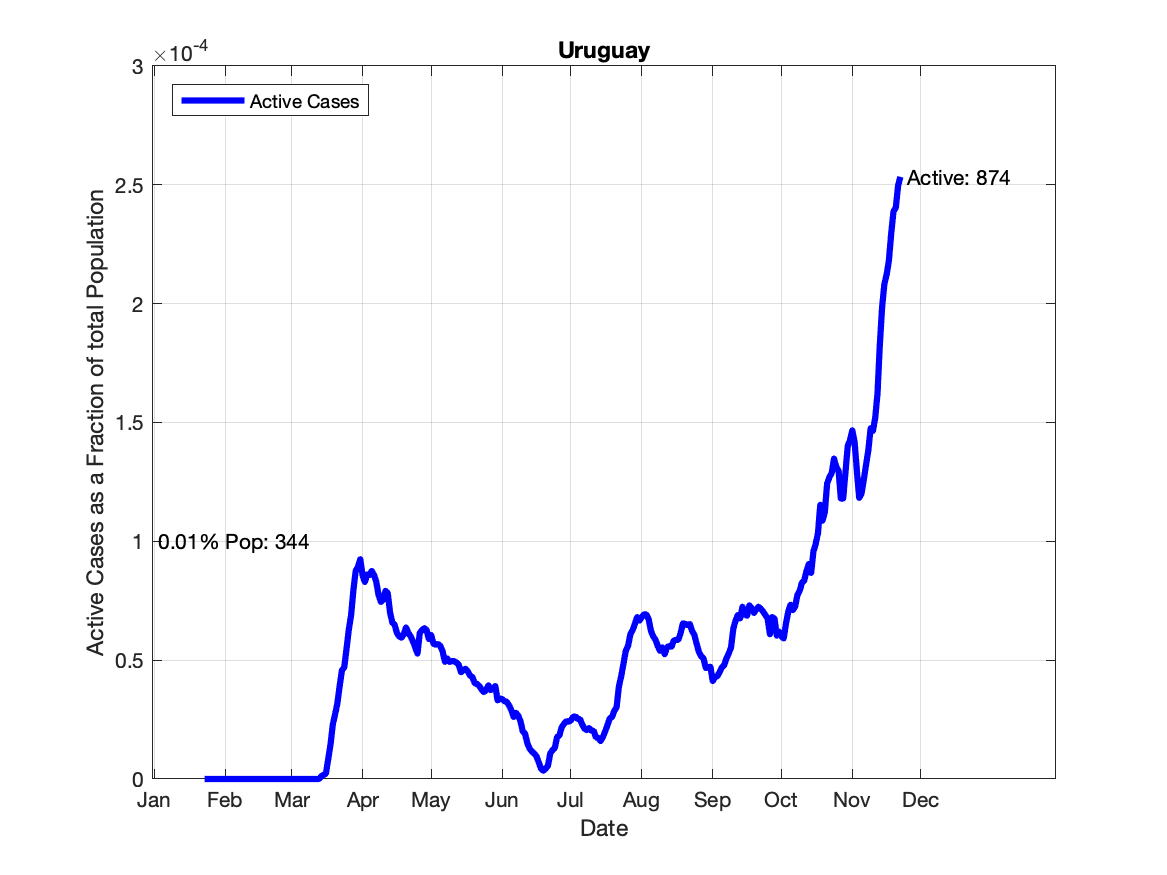 Uruguay
×10⁻⁴
Active Cases
3
2.5
2
1.5
1
0.5
0
Active Cases as a Fraction of total Population
Active: 874
0.01% Pop: 344
Jan Feb Mar Apr May Jun Jul Aug Sep Oct Nov Dec
Date